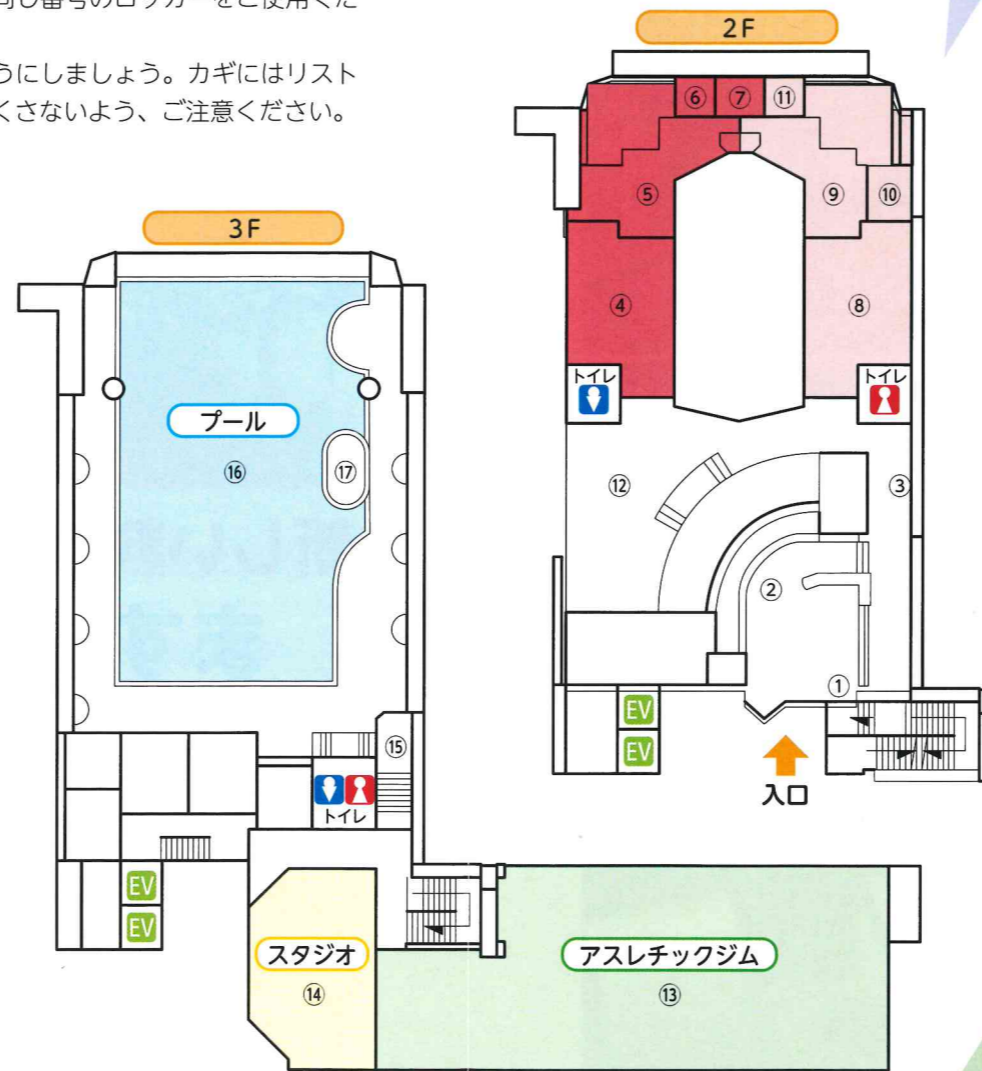 同じ番号のロッカーをご使用くだ
うにしましょう。カギにはリスト
くさないよう、ご注意ください。
2F
⑥ ⑦ ⑪
⑤ ⑨ ⑩
④ ⑧
トイレ トイレ
⑫ ③
②
①
EV
EV
入口
3F
プール
⑯ ⑰
⑮
トイレ
EV
EV
スタジオ
⑭
アスレチックジム
⑬